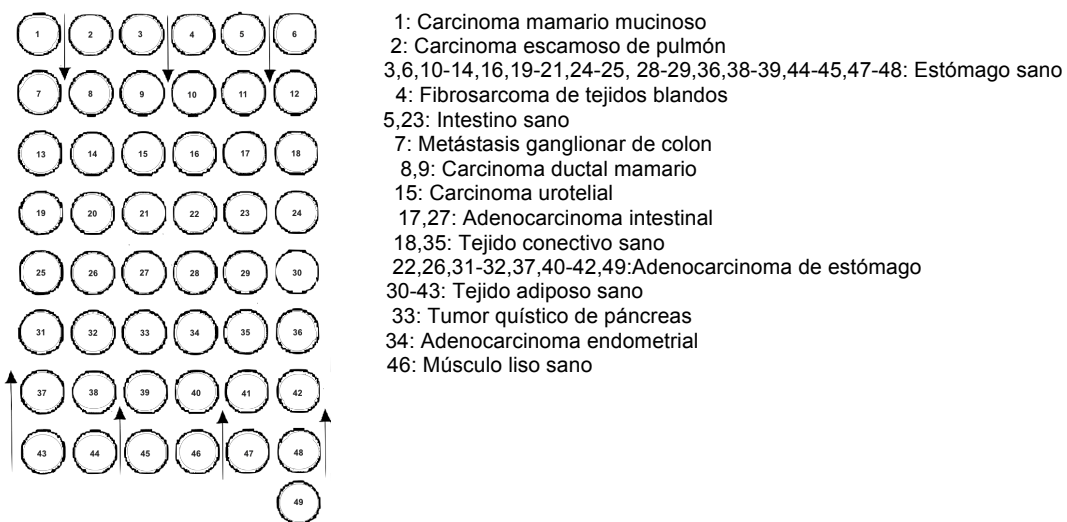 1 2 3 4 5 6
7 8 9 10 11 12
13 14 15 16 17 18
19 20 21 22 23 24
25 26 27 28 29 30
31 32 33 34 35 36
37 38 39 40 41 42
43 44 45 46 47 48
49
1: Carcinoma mamario mucinoso
2: Carcinoma escamoso de pulmón
3,6,10-14,16,19-21,24-25, 28-29,36,38-39,44-45,47-48: Estómago sano
4: Fibrosarcoma de tejidos blandos
5,23: Intestino sano
7: Metástasis ganglionar de colon
8,9: Carcinoma ductal mamario
15: Carcinoma urotelial
17,27: Adenocarcinoma intestinal
18,35: Tejido conectivo sano
22,26,31-32,37,40-42,49:Adenocarcinoma de estómago
30-43: Tejido adiposo sano
33: Tumor quístico de páncreas
34: Adenocarcinoma endometrial
46: Músculo liso sano